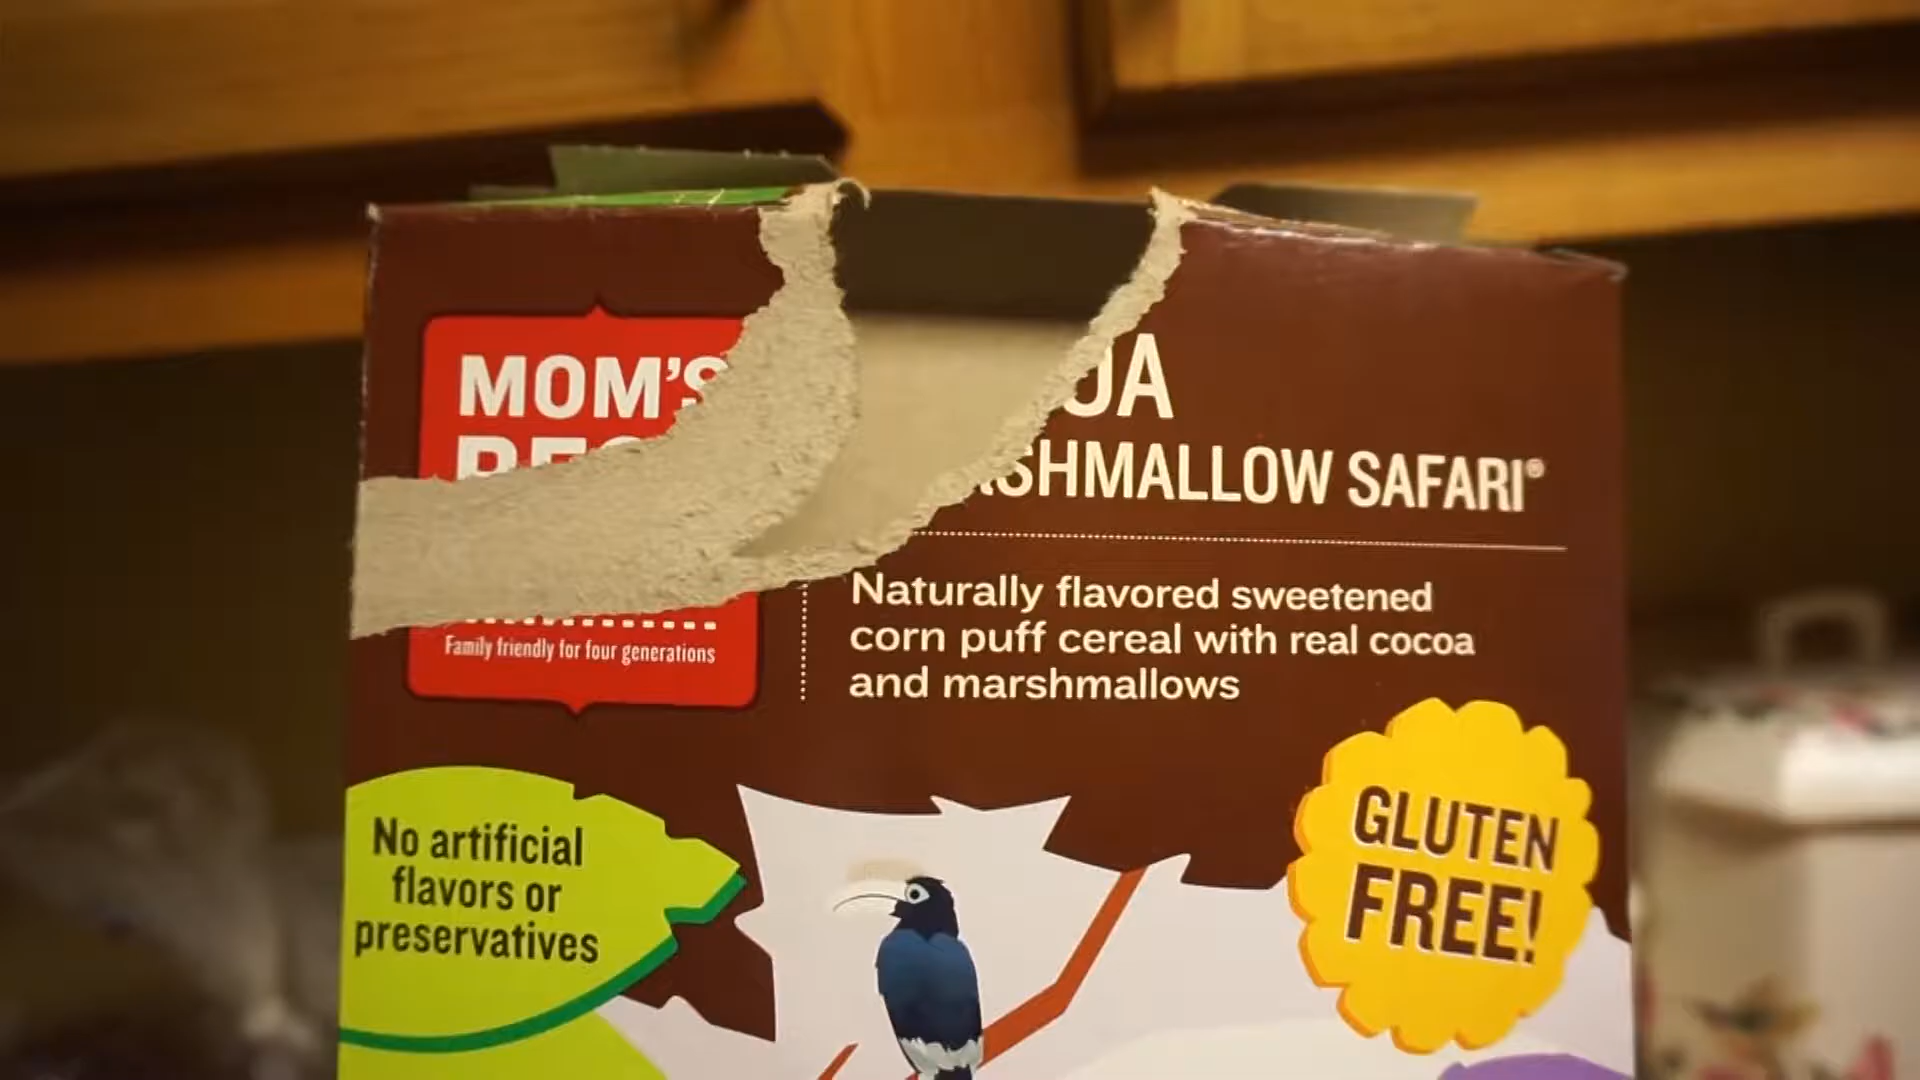 MOM'S
OA
SHMALLOW SAFARI®
Family friendly for four generations
Naturally flavored sweetened
corn puff cereal with real cocoa
and marshmallows
No artificial
flavors or
preservatives
GLUTEN
FREE!